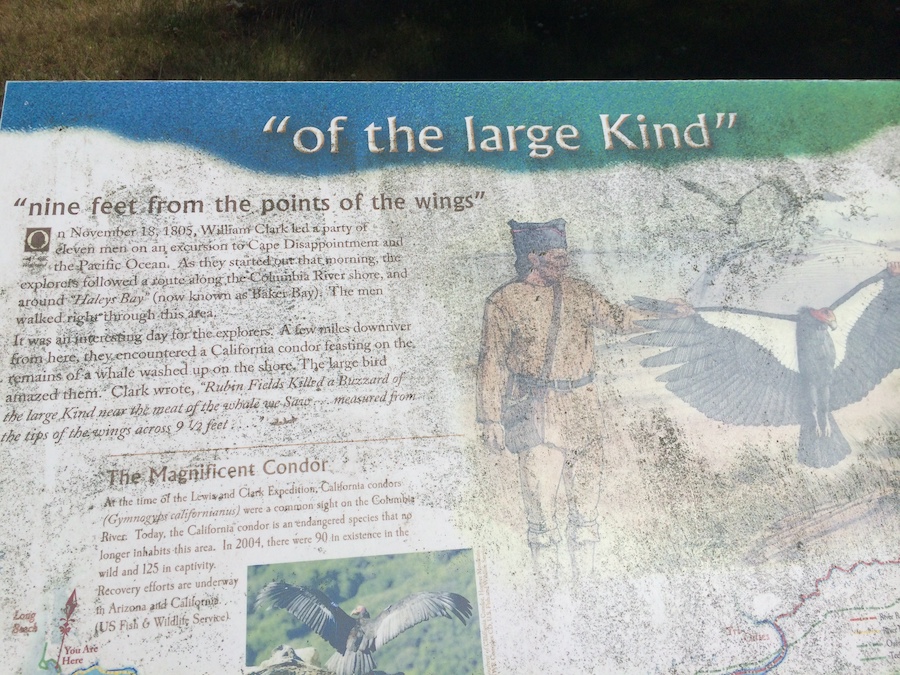 "of the large Kind"
"nine feet from the points of the wings"
On November 18, 1805, William Clark led a party of
eleven men on an excursion to Cape Disappointment and
the Pacific Ocean. As they started out that morning, the
explorers followed a route along the Columbia River shore, and
around "Haleys Bay" (now known as Baker Bay). The men
walked right through this area.
It was an interesting day for the explorers. A few miles downriver
from here, they encountered a California condor feasting on the
remains of a whale washed up on the shore. The large bird
amazed them. Clark wrote, "Rubin Fields Killed a Buzzard of
the large Kind near the meat of the whale we Saw ... measured from
the tips of the wings across 9 1/2 feet . . . ."
The Magnificent Condor
At the time of the Lewis and Clark Expedition, California condors
(Gymnogyps californianus) were a common sight on the Columbia
River. Today, the California condor is an endangered species that no
longer inhabits this area. In 2004, there were 90 in existence in the
wild and 125 in captivity.
Recovery efforts are underway
in Arizona and California.
(US Fish & Wildlife Service)
Long
Beach
You Are
Here
Tri-Cities